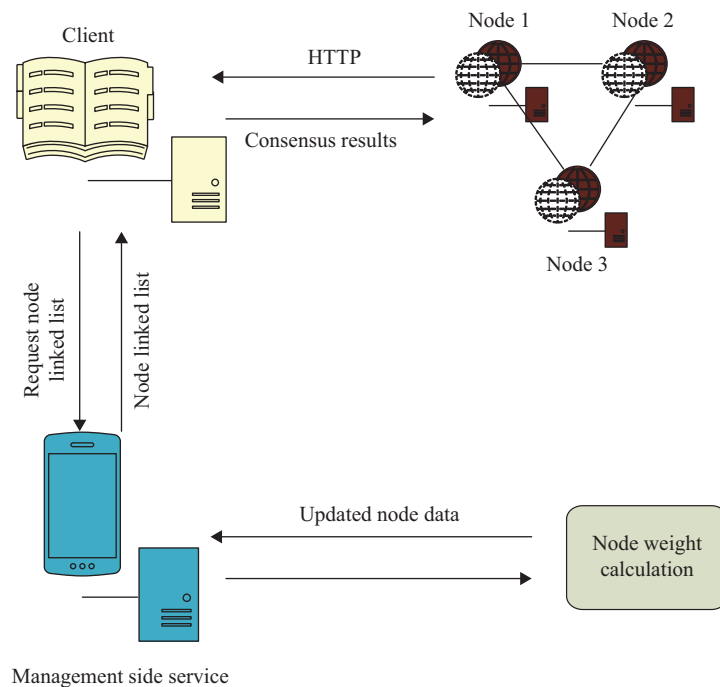 Client
Node 1
Node 2
HTTP
Consensus results
Node 3
Request node
linked list
Node linked list
Updated node data
Node weight
calculation
Management side service